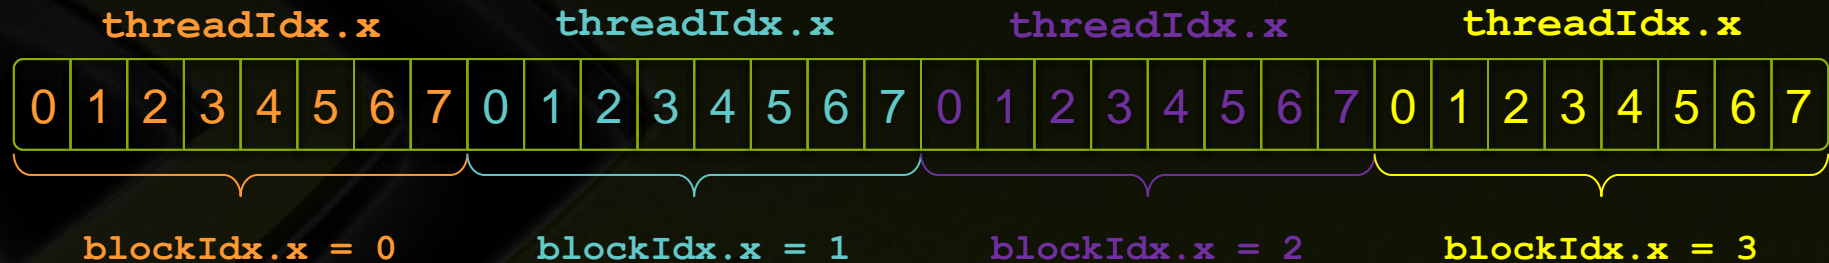 threadIdx.x threadIdx.x threadIdx.x threadIdx.x
0 1 2 3 4 5 6 7 0 1 2 3 4 5 6 7 0 1 2 3 4 5 6 7 0 1 2 3 4 5 6 7
blockIdx.x = 0 blockIdx.x = 1 blockIdx.x = 2 blockIdx.x = 3